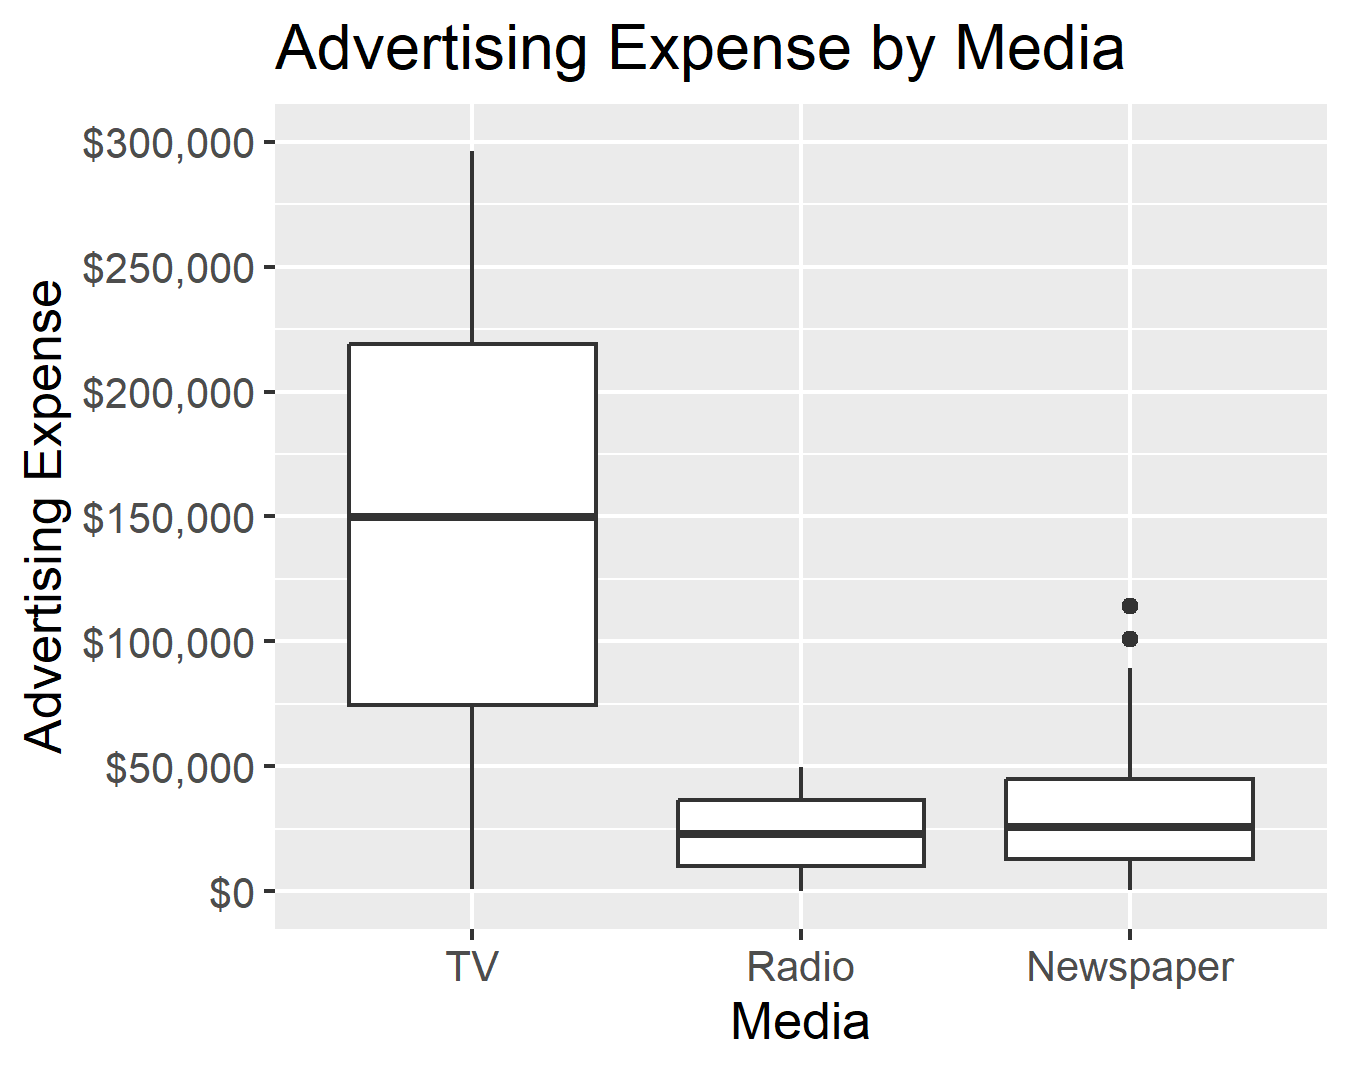 Advertising Expense by Media
Advertising Expense
$300,000
$250,000
$200,000
$150,000
$100,000
$50,000
$0
TV
Radio
Newspaper
Media